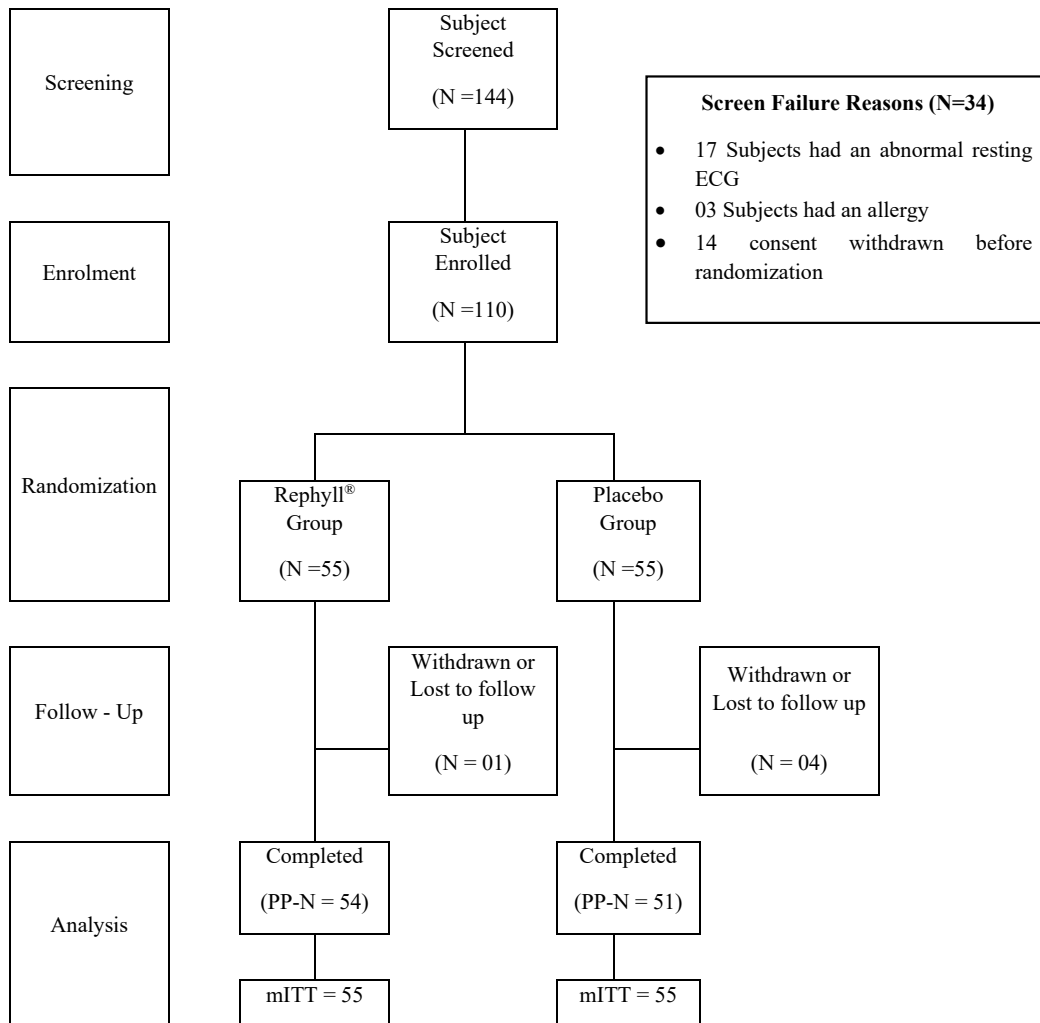 Screening
Subject
Screened
(N =144)
Screen Failure Reasons (N=34)
• 17 Subjects had an abnormal resting
ECG
• 03 Subjects had an allergy
• 14 consent withdrawn before
randomization
Enrolment
Subject
Enrolled
(N =110)
Randomization
Rephyll®
Group
(N =55)
Placebo
Group
(N =55)
Follow - Up
Withdrawn or
Lost to follow
up
(N = 01)
Withdrawn or
Lost to follow up
(N = 04)
Analysis
Completed
(PP-N = 54)
Completed
(PP-N = 51)
mITT = 55
mITT = 55